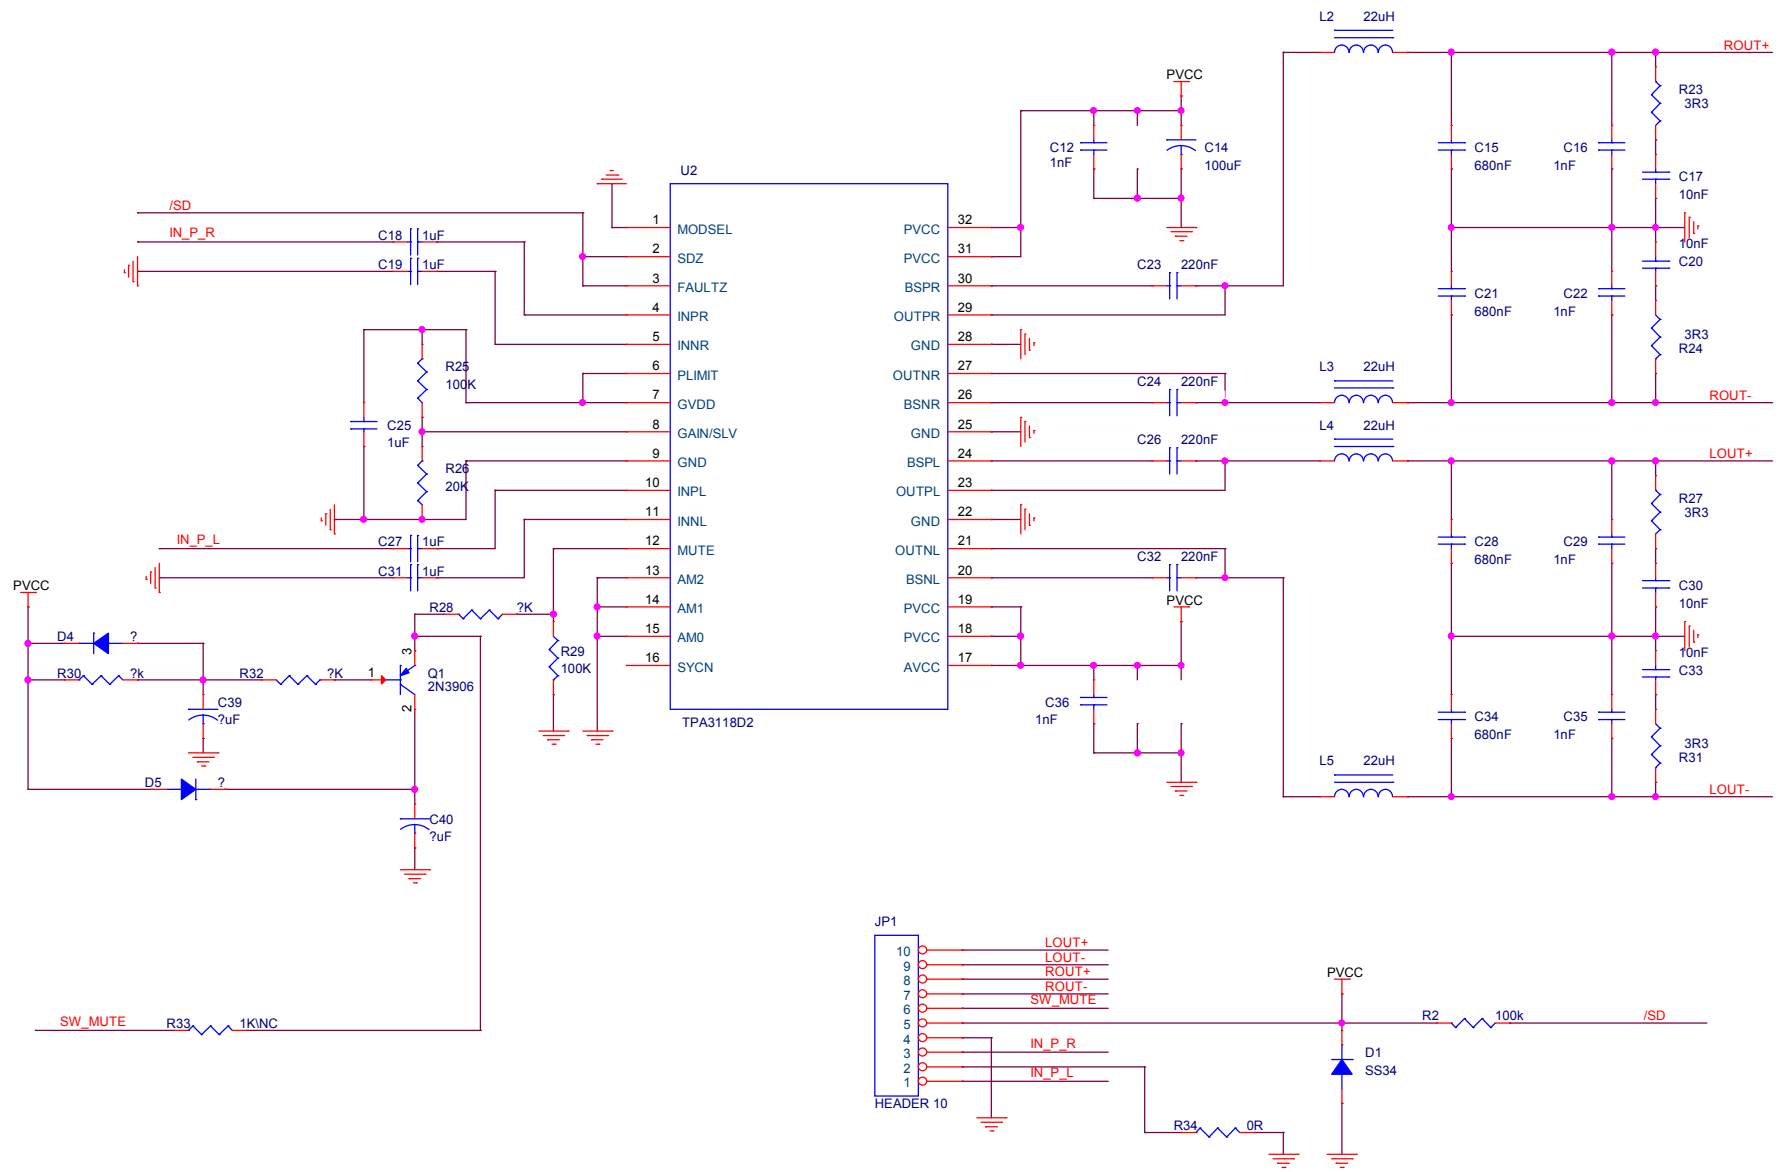 L2 22uH
ROUT+
R23
3R3
PVCC
C12
1nF
C14
100uF
C15
680nF
C16
1nF
C17
10nF
10nF
C20
C21
680nF
C22
1nF
3R3
R24
L3 22uH
ROUT-
L4 22uH
LOUT+
R27
3R3
C28
680nF
C29
1nF
C30
10nF
10nF
C33
C34
680nF
C35
1nF
3R3
R31
L5 22uH
LOUT-
U2
/SD
IN_P_R
C18 1uF
C19 1uF
R25
100K
C25
1uF
R26
20K
IN_P_L
C27 1uF
C31 1uF
1 MODSEL
2 SDZ
3 FAULTZ
4 INPR
5 INNR
6 PLIMIT
7 GVDD
8 GAIN/SLV
9 GND
10 INPL
11 INNL
12 MUTE
13 AM2
14 AM1
15 AM0
16 SYCN
PVCC 32
PVCC 31
BSPR 30
OUTPR 29
GND 28
OUTNR 27
BSNR 26
GND 25
BSPL 24
OUTPL 23
GND 22
OUTNL 21
BSNL 20
PVCC 19
PVCC 18
AVCC 17
TPA3118D2
C23 220nF
C24 220nF
C26 220nF
C32 220nF
PVCC
C36
1nF
PVCC
D4 ?
R30 ?k
R32 ?K
1
3
2
Q1
2N3906
C39
?uF
R28 ?K
R29
100K
D5 ?
C40
?uF
SW_MUTE R33 1K\NC
JP1
10 LOUT+
9 LOUT-
8 ROUT+
7 ROUT-
6 SW_MUTE
5
4
3 IN_P_R
2
1 IN_P_L
HEADER 10
R34 0R
PVCC
R2 100k /SD
D1
SS34